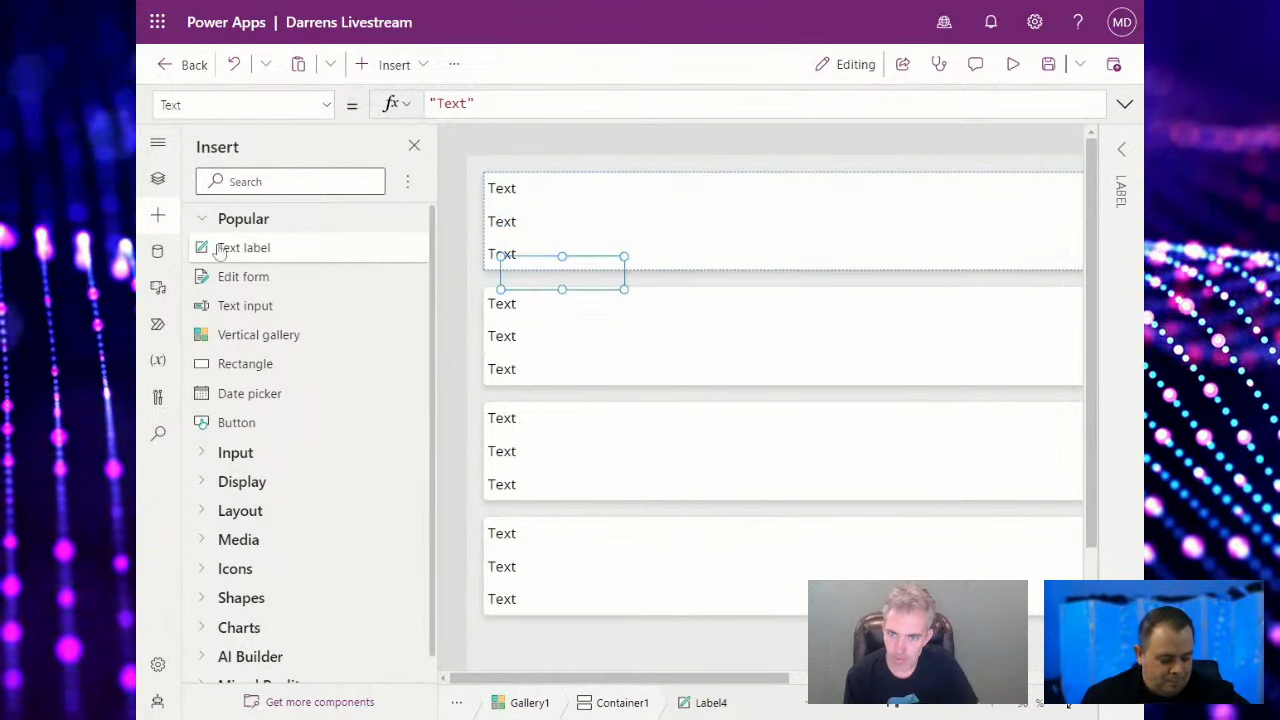 Power Apps | Darrens Livestream
MD
Back
Insert
Editing
Text
=
fx
"Text"
Insert
Search
Popular
Text label
Edit form
Text input
Vertical gallery
Rectangle
Date picker
Button
Input
Display
Layout
Media
Icons
Shapes
Charts
AI Builder
Get more components
Text
Text
Text
Text
Text
Text
Text
Text
Text
Text
Text
Text
LABEL
Gallery1
Container1
Label4